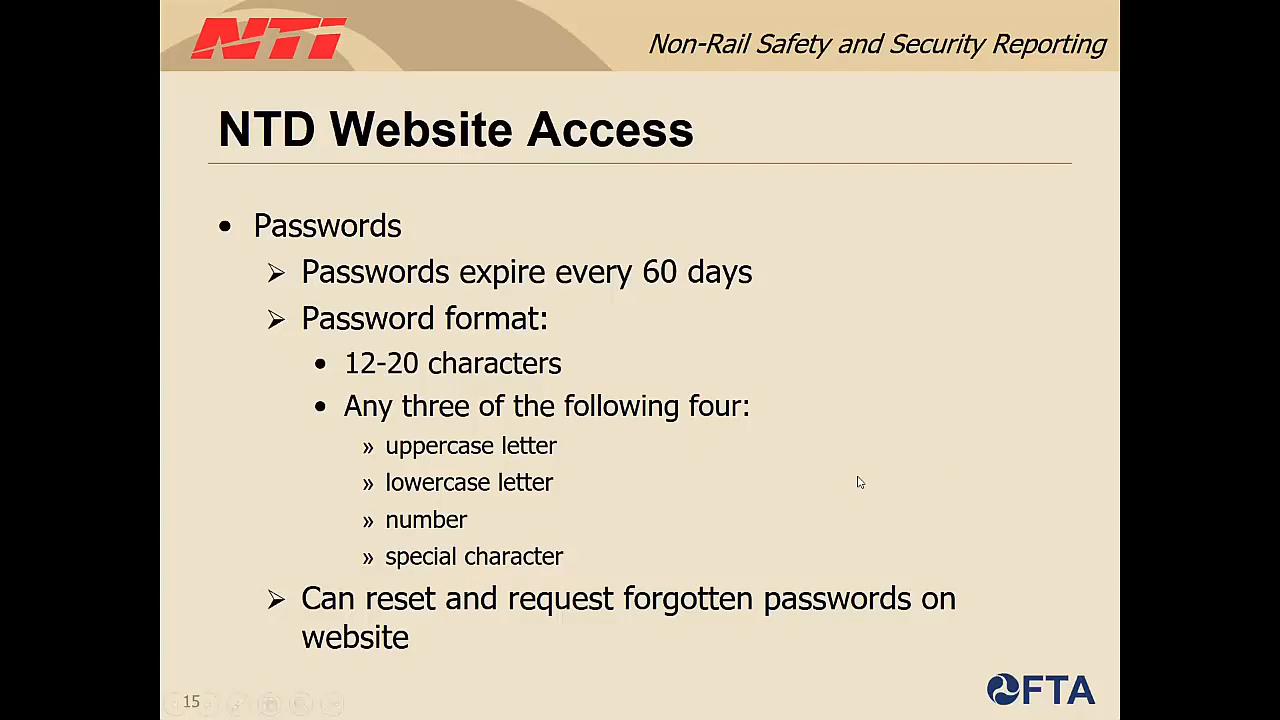 NTI
Non-Rail Safety and Security Reporting
NTD Website Access
• Passwords
➢ Passwords expire every 60 days
➢ Password format:
• 12-20 characters
• Any three of the following four:
» uppercase letter
» lowercase letter
» number
» special character
➢ Can reset and request forgotten passwords on
website
15
FTA